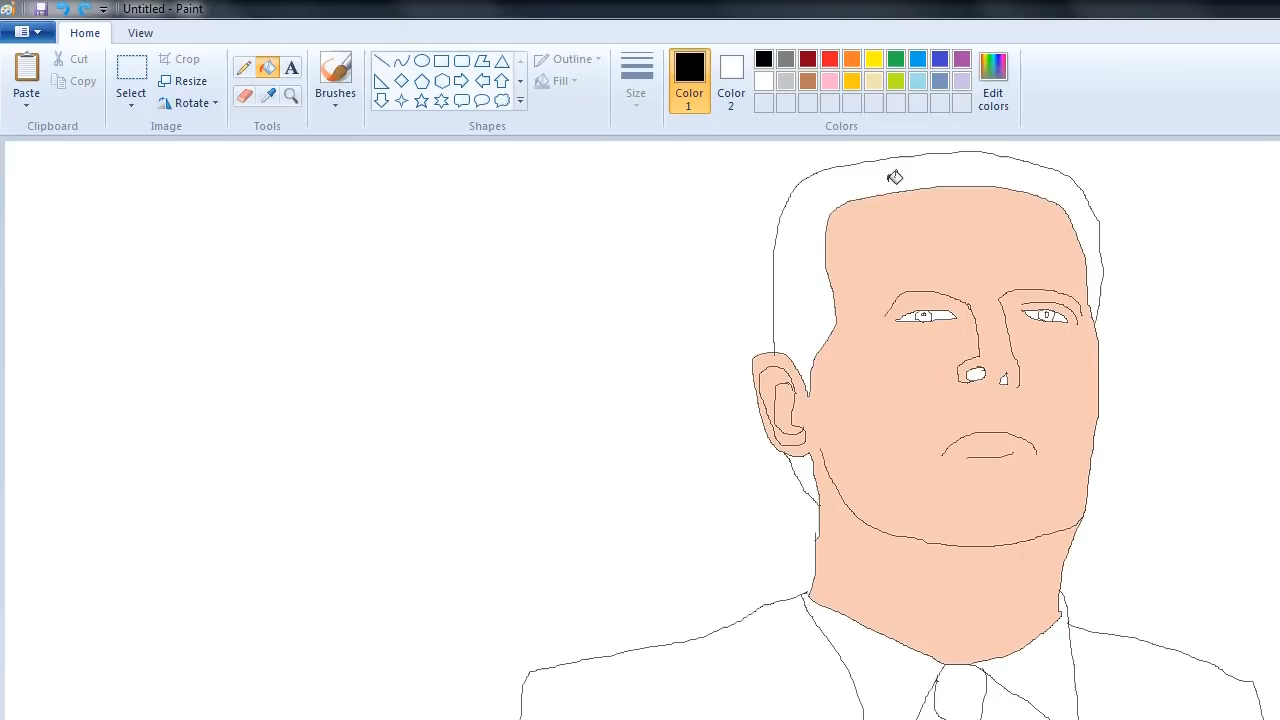 Untitled - Paint
Home View
Cut
Copy
Paste
Clipboard
Select
Crop
Resize
Rotate
Image
A
Tools
Brushes
Outline
Fill
Shapes
Size
Color 1
Color 2
Edit colors
Colors